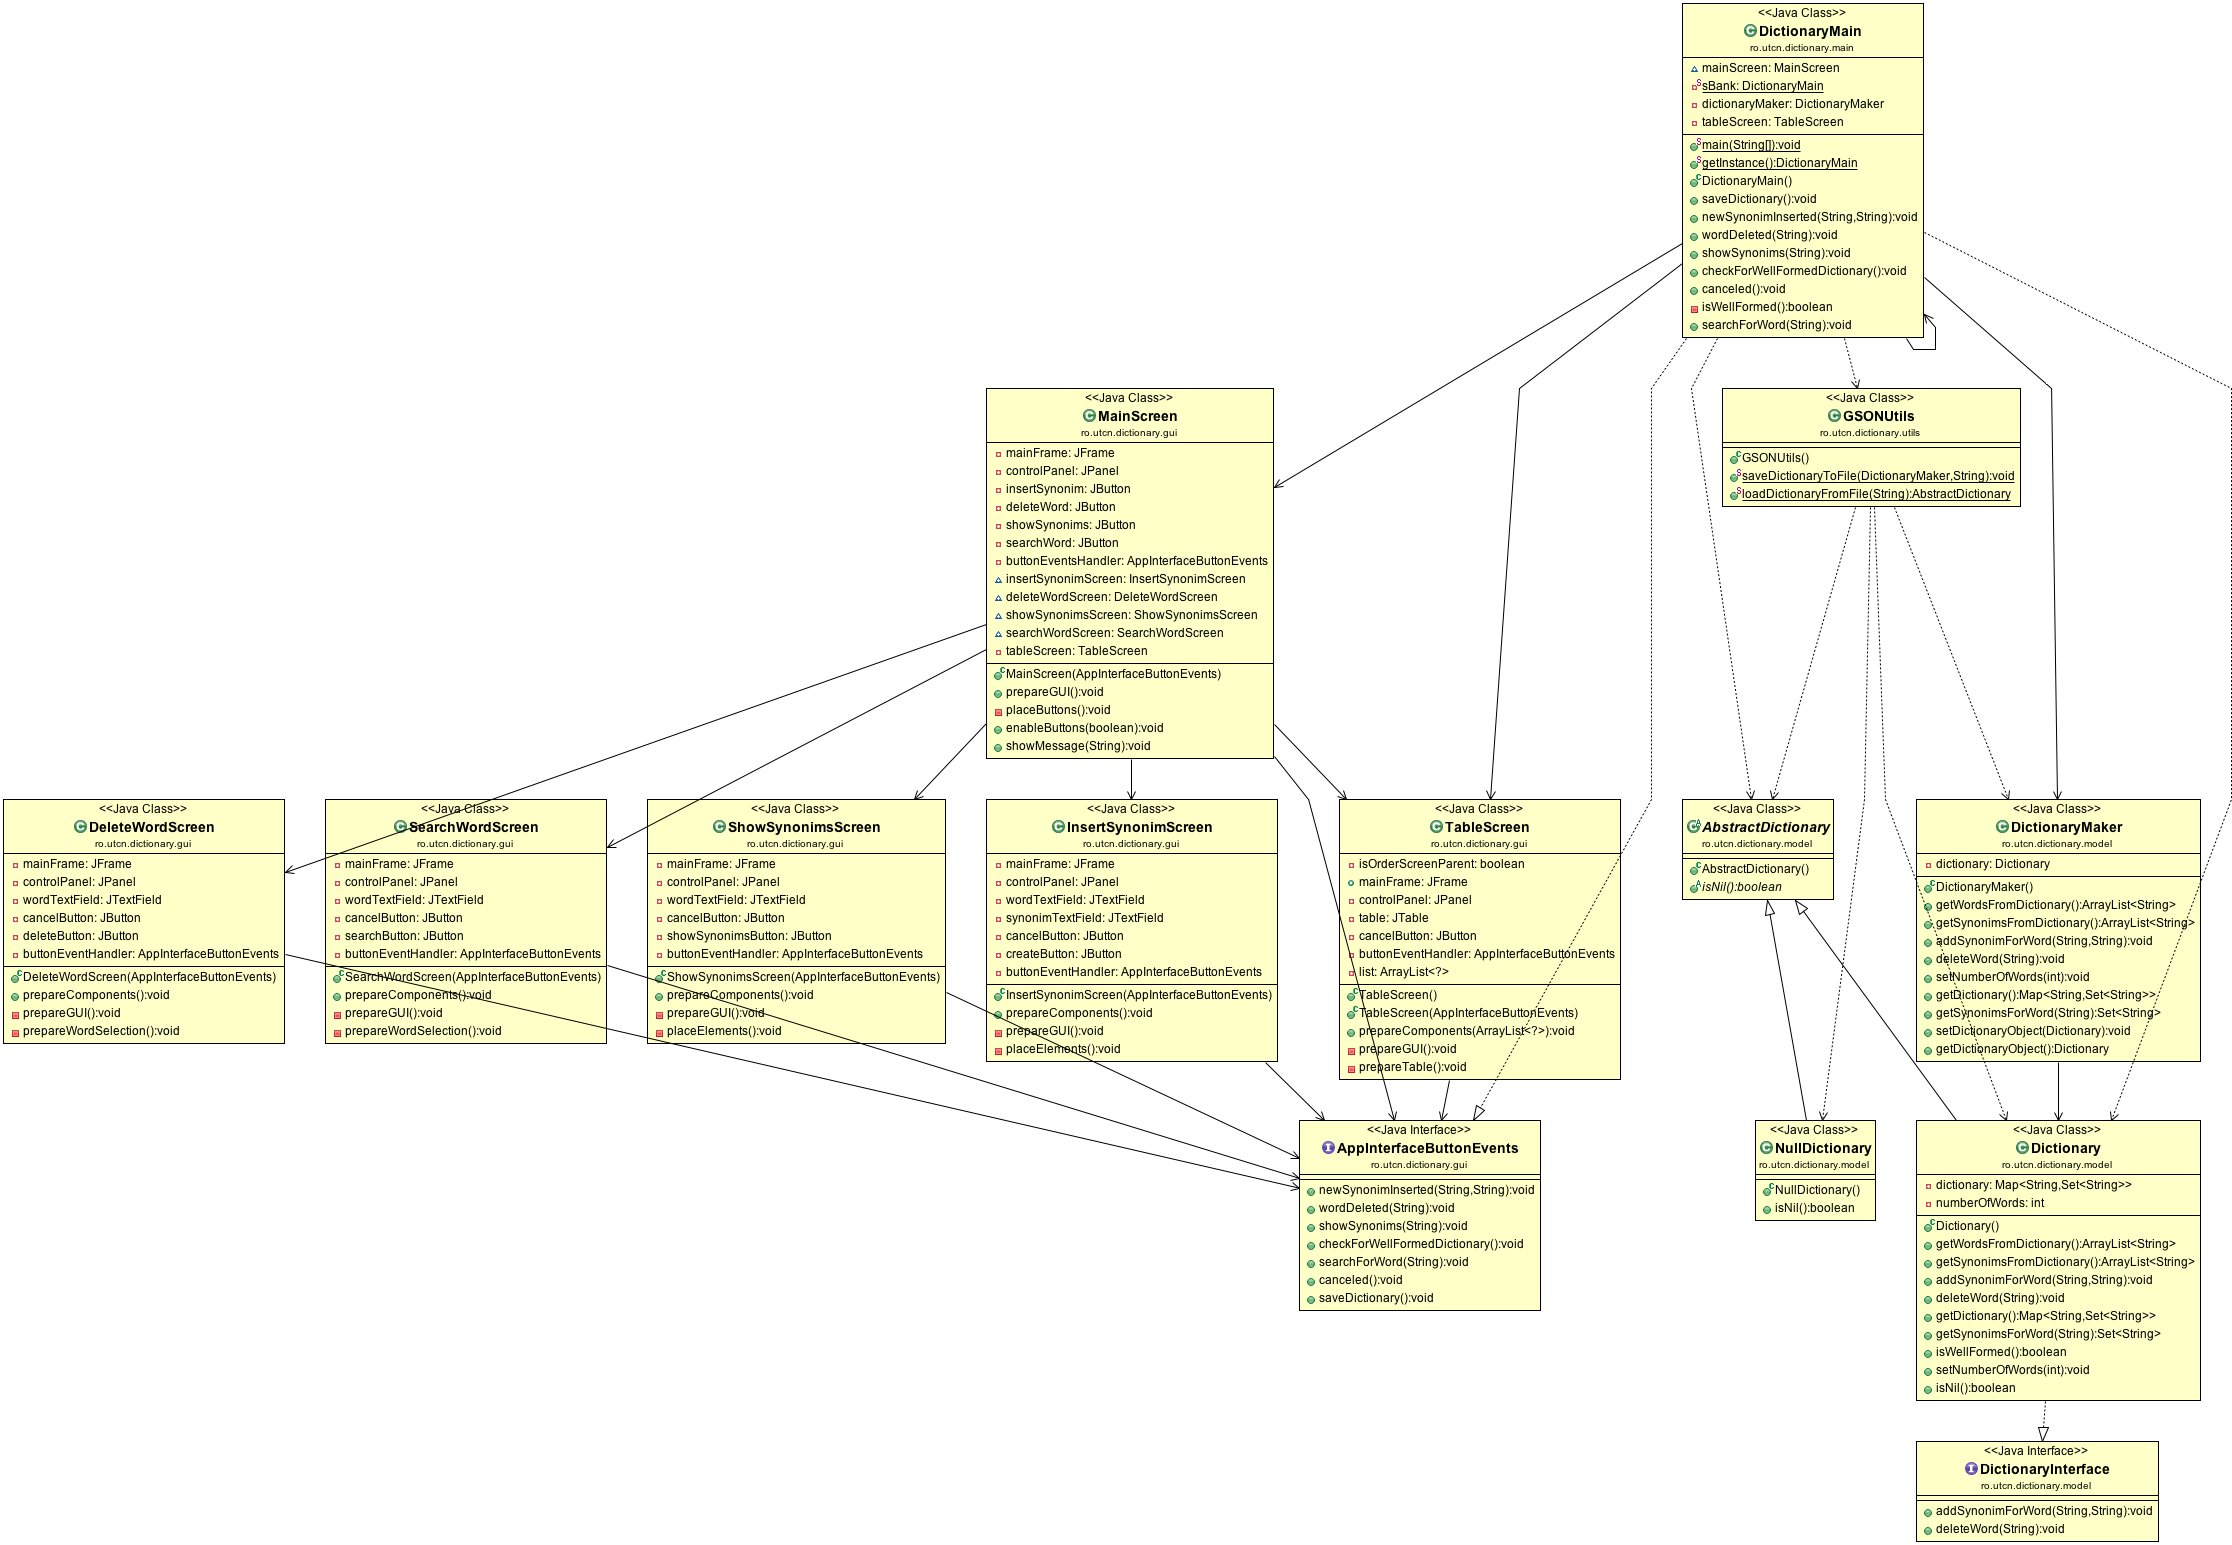 <<Java Class>>
DictionaryMain
ro.utcn.dictionary.main
mainScreen: MainScreen
sBank: DictionaryMain
dictionaryMaker: DictionaryMaker
tableScreen: TableScreen
main(String[]):void
getInstance():DictionaryMain
DictionaryMain()
saveDictionary():void
newSynonimInserted(String,String):void
wordDeleted(String):void
showSynonims(String):void
checkForWellFormedDictionary():void
canceled():void
isWellFormed():boolean
searchForWord(String):void
<<Java Class>>
MainScreen
ro.utcn.dictionary.gui
mainFrame: JFrame
controlPanel: JPanel
insertSynonim: JButton
deleteWord: JButton
showSynonims: JButton
searchWord: JButton
buttonEventsHandler: AppInterfaceButtonEvents
insertSynonimScreen: InsertSynonimScreen
deleteWordScreen: DeleteWordScreen
showSynonimsScreen: ShowSynonimsScreen
searchWordScreen: SearchWordScreen
tableScreen: TableScreen
MainScreen(AppInterfaceButtonEvents)
prepareGUI():void
placeButtons():void
enableButtons(boolean):void
showMessage(String):void
<<Java Class>>
GSONUtils
ro.utcn.dictionary.utils
GSONUtils()
saveDictionaryToFile(DictionaryMaker,String):void
loadDictionaryFromFile(String):AbstractDictionary
<<Java Class>>
DeleteWordScreen
ro.utcn.dictionary.gui
mainFrame: JFrame
controlPanel: JPanel
wordTextField: JTextField
cancelButton: JButton
deleteButton: JButton
buttonEventHandler: AppInterfaceButtonEvents
DeleteWordScreen(AppInterfaceButtonEvents)
prepareComponents():void
prepareGUI():void
prepareWordSelection():void
<<Java Class>>
SearchWordScreen
ro.utcn.dictionary.gui
mainFrame: JFrame
controlPanel: JPanel
wordTextField: JTextField
cancelButton: JButton
searchButton: JButton
buttonEventHandler: AppInterfaceButtonEvents
SearchWordScreen(AppInterfaceButtonEvents)
prepareComponents():void
prepareGUI():void
prepareWordSelection():void
<<Java Class>>
ShowSynonimsScreen
ro.utcn.dictionary.gui
mainFrame: JFrame
controlPanel: JPanel
wordTextField: JTextField
cancelButton: JButton
showSynonimsButton: JButton
buttonEventHandler: AppInterfaceButtonEvents
ShowSynonimsScreen(AppInterfaceButtonEvents)
prepareComponents():void
prepareGUI():void
placeElements():void
<<Java Class>>
InsertSynonimScreen
ro.utcn.dictionary.gui
mainFrame: JFrame
controlPanel: JPanel
wordTextField: JTextField
synonimTextField: JTextField
cancelButton: JButton
createButton: JButton
buttonEventHandler: AppInterfaceButtonEvents
InsertSynonimScreen(AppInterfaceButtonEvents)
prepareComponents():void
prepareGUI():void
placeElements():void
<<Java Class>>
TableScreen
ro.utcn.dictionary.gui
isOrderScreenParent: boolean
mainFrame: JFrame
controlPanel: JPanel
table: JTable
cancelButton: JButton
buttonEventHandler: AppInterfaceButtonEvents
list: ArrayList<?>
TableScreen()
TableScreen(AppInterfaceButtonEvents)
prepareComponents(ArrayList<?>):void
prepareGUI():void
prepareTable():void
<<Java Class>>
AbstractDictionary
ro.utcn.dictionary.model
AbstractDictionary()
isNil():boolean
<<Java Class>>
DictionaryMaker
ro.utcn.dictionary.model
dictionary: Dictionary
DictionaryMaker()
getWordsFromDictionary():ArrayList<String>
getSynonimsFromDictionary():ArrayList<String>
addSynonimForWord(String,String):void
deleteWord(String):void
setNumberOfWords(int):void
getDictionary():Map<String,Set<String>>
getSynonimsForWord(String):Set<String>
setDictionaryObject(Dictionary):void
getDictionaryObject():Dictionary
<<Java Interface>>
AppInterfaceButtonEvents
ro.utcn.dictionary.gui
newSynonimInserted(String,String):void
wordDeleted(String):void
showSynonims(String):void
checkForWellFormedDictionary():void
searchForWord(String):void
canceled():void
saveDictionary():void
<<Java Class>>
NullDictionary
ro.utcn.dictionary.model
NullDictionary()
isNil():boolean
<<Java Class>>
Dictionary
ro.utcn.dictionary.model
dictionary: Map<String,Set<String>>
numberOfWords: int
Dictionary()
getWordsFromDictionary():ArrayList<String>
getSynonimsFromDictionary():ArrayList<String>
addSynonimForWord(String,String):void
deleteWord(String):void
getDictionary():Map<String,Set<String>>
getSynonimsForWord(String):Set<String>
isWellFormed():boolean
setNumberOfWords(int):void
isNil():boolean
<<Java Interface>>
DictionaryInterface
ro.utcn.dictionary.model
addSynonimForWord(String,String):void
deleteWord(String):void